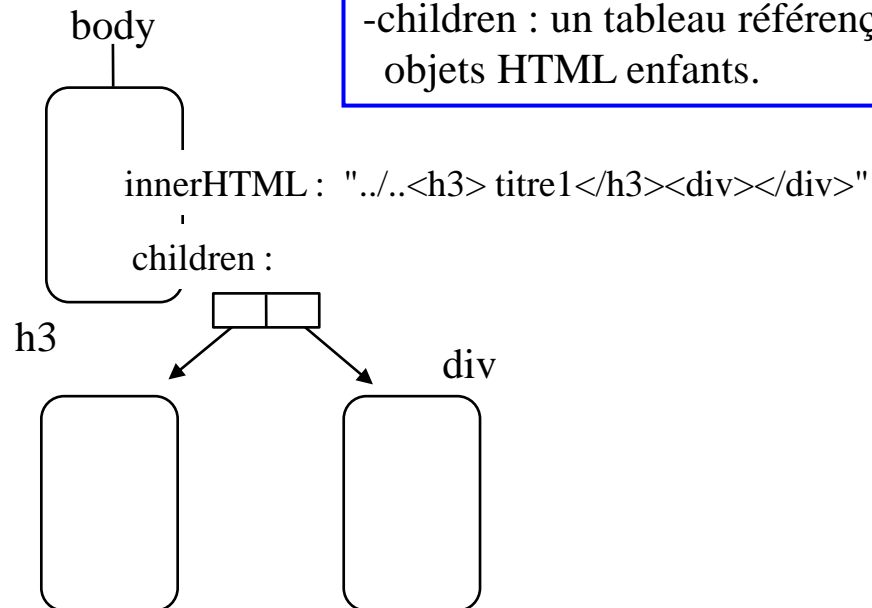 body
-children : un tableau référenç
objets HTML enfants.
innerHTML : "../..<h3> titre1</h3><div></div>"
children :
h3
div